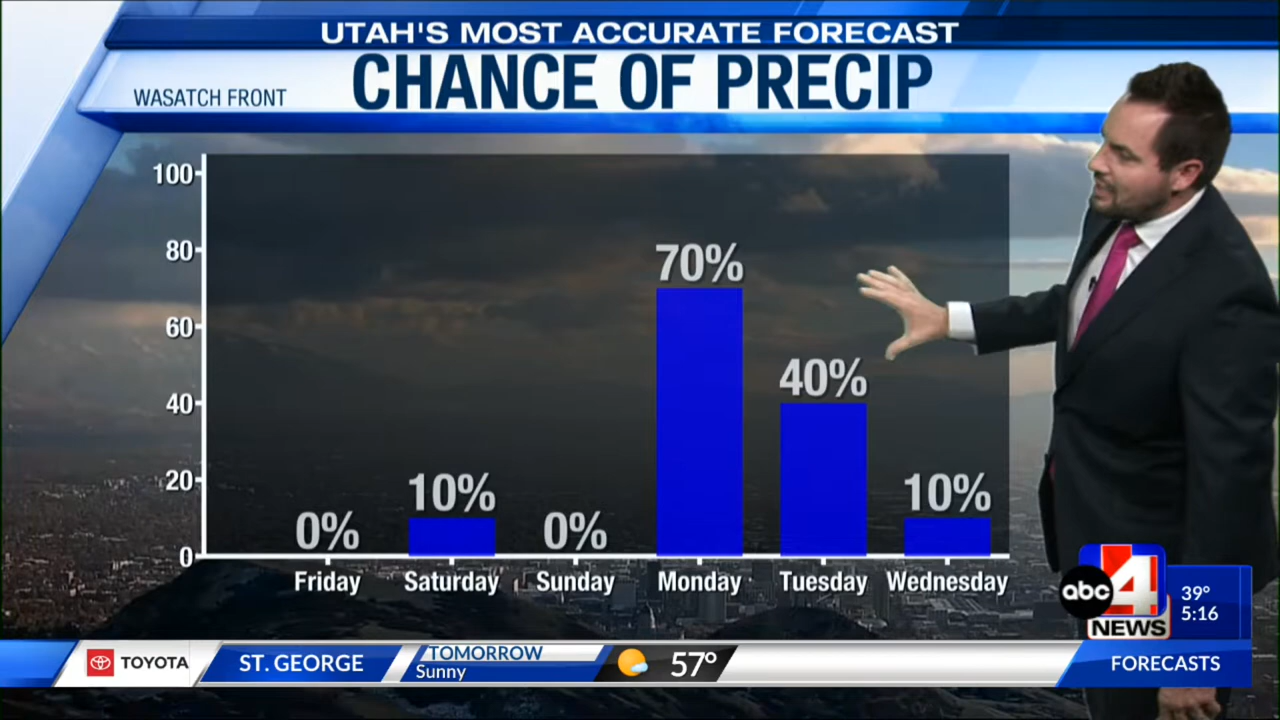 UTAH'S MOST ACCURATE FORECAST
WASATCH FRONT
CHANCE OF PRECIP
100
80
60
40
20
0
0%
10%
0%
70%
40%
10%
Friday Saturday Sunday Monday Tuesday Wednesday
abc 4
NEWS
39°
5:16
TOYOTA
ST. GEORGE
TOMORROW
Sunny
57°
FORECASTS